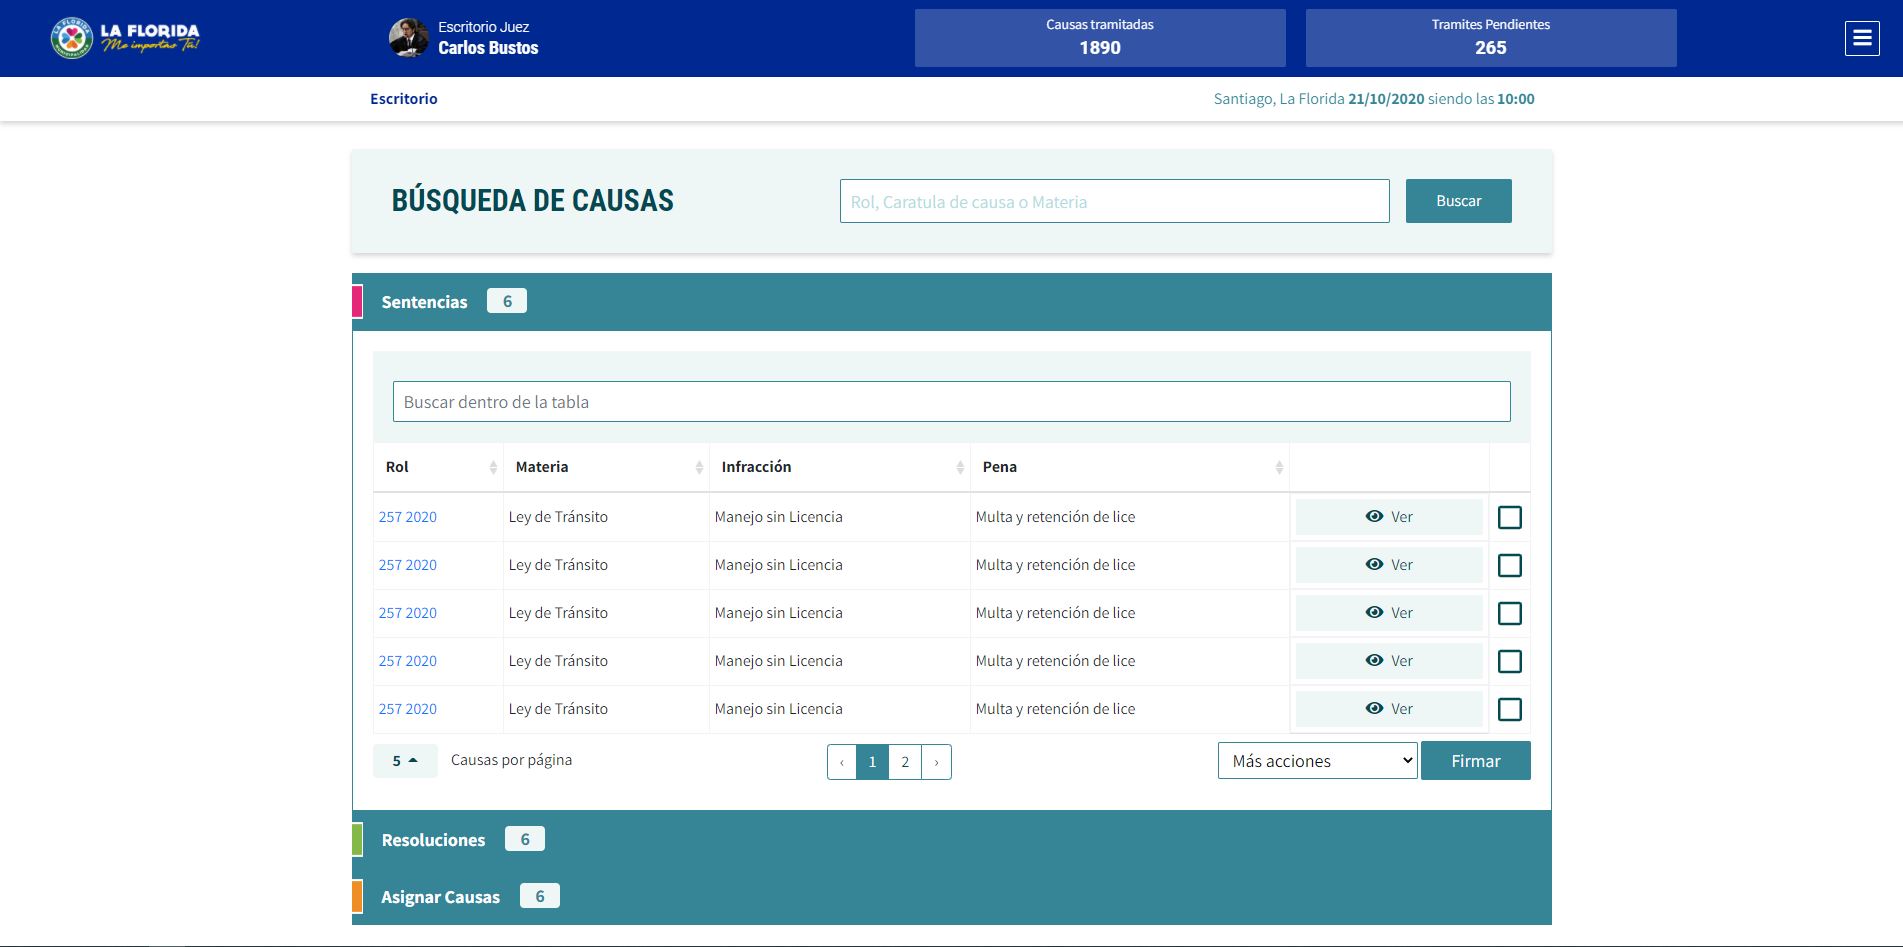 LA FLORIDA
Me importas Tú!
Escritorio Juez
Carlos Bustos
Causas tramitadas
1890
Tramites Pendientes
265
Escritorio
Santiago, La Florida 21/10/2020 siendo las 10:00
BÚSQUEDA DE CAUSAS
Rol, Caratula de causa o Materia
Buscar
Sentencias 6
Buscar dentro de la tabla
Rol Materia Infracción Pena
257 2020 Ley de Tránsito Manejo sin Licencia Multa y retención de lice Ver
257 2020 Ley de Tránsito Manejo sin Licencia Multa y retención de lice Ver
257 2020 Ley de Tránsito Manejo sin Licencia Multa y retención de lice Ver
257 2020 Ley de Tránsito Manejo sin Licencia Multa y retención de lice Ver
257 2020 Ley de Tránsito Manejo sin Licencia Multa y retención de lice Ver
5 Causas por página ‹ 1 2 › Más acciones Firmar
Resoluciones 6
Asignar Causas 6